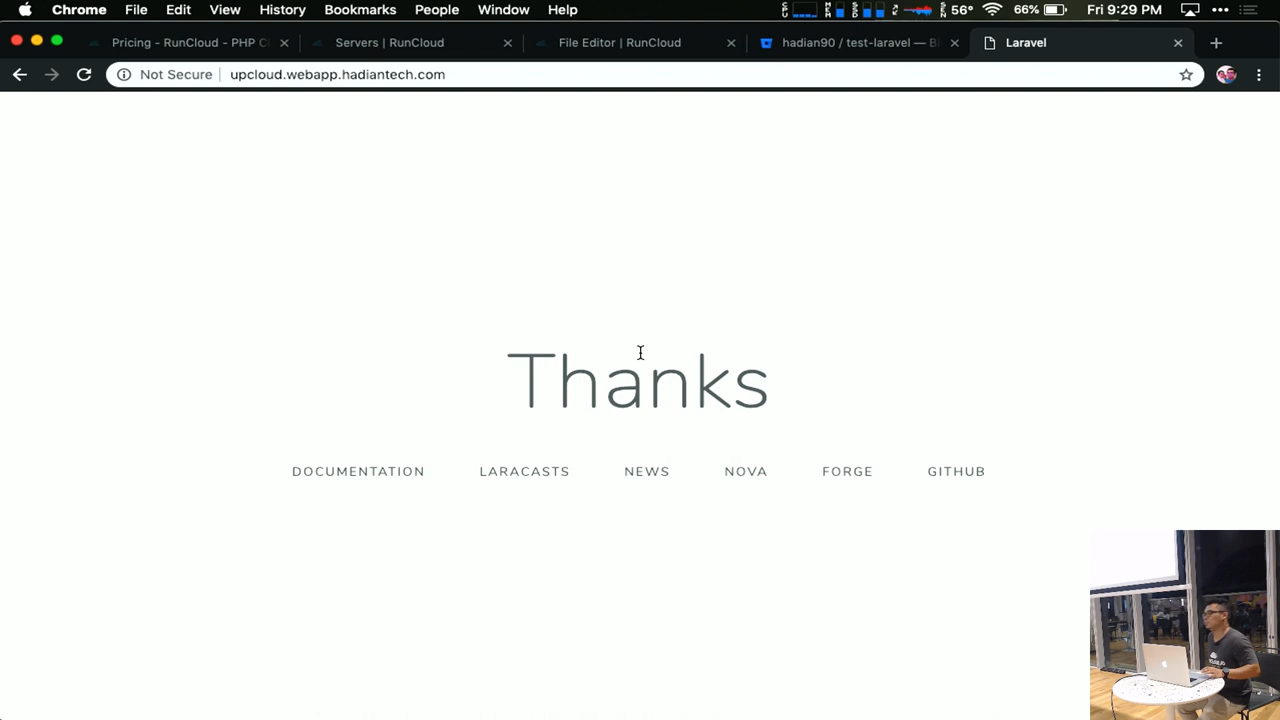 Chrome File Edit View History Bookmarks People Window Help 56° 66% Fri 9:29 PM
Pricing - RunCloud - PHP C Servers | RunCloud File Editor | RunCloud hadian90 / test-laravel — Bi Laravel
Not Secure upcloud.webapp.hadiantech.com
Thanks
DOCUMENTATION LARACASTS NEWS NOVA FORGE GITHUB